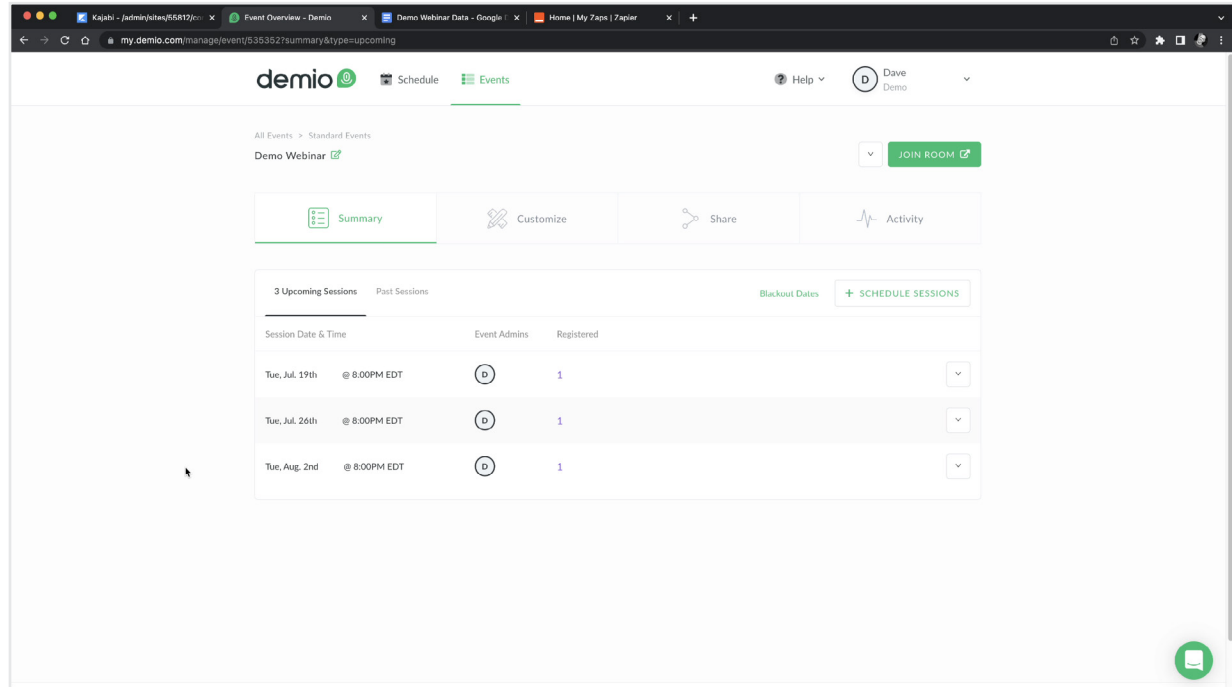 Kajabi - /admin/sites/55812/co
Event Overview - Demio
Demo Webinar Data - Google
Home | My Zaps | Zapier
my.demio.com/manage/event/535352?summary&type=upcoming
demio
Schedule
Events
Help
D
Dave
Demo
All Events > Standard Events
Demo Webinar
JOIN ROOM
Summary
Customize
Share
Activity
3 Upcoming Sessions
Past Sessions
Blackout Dates
+ SCHEDULE SESSIONS
Session Date & Time
Event Admins
Registered
Tue, Jul. 19th @ 8:00PM EDT D 1
Tue, Jul. 26th @ 8:00PM EDT D 1
Tue, Aug. 2nd @ 8:00PM EDT D 1